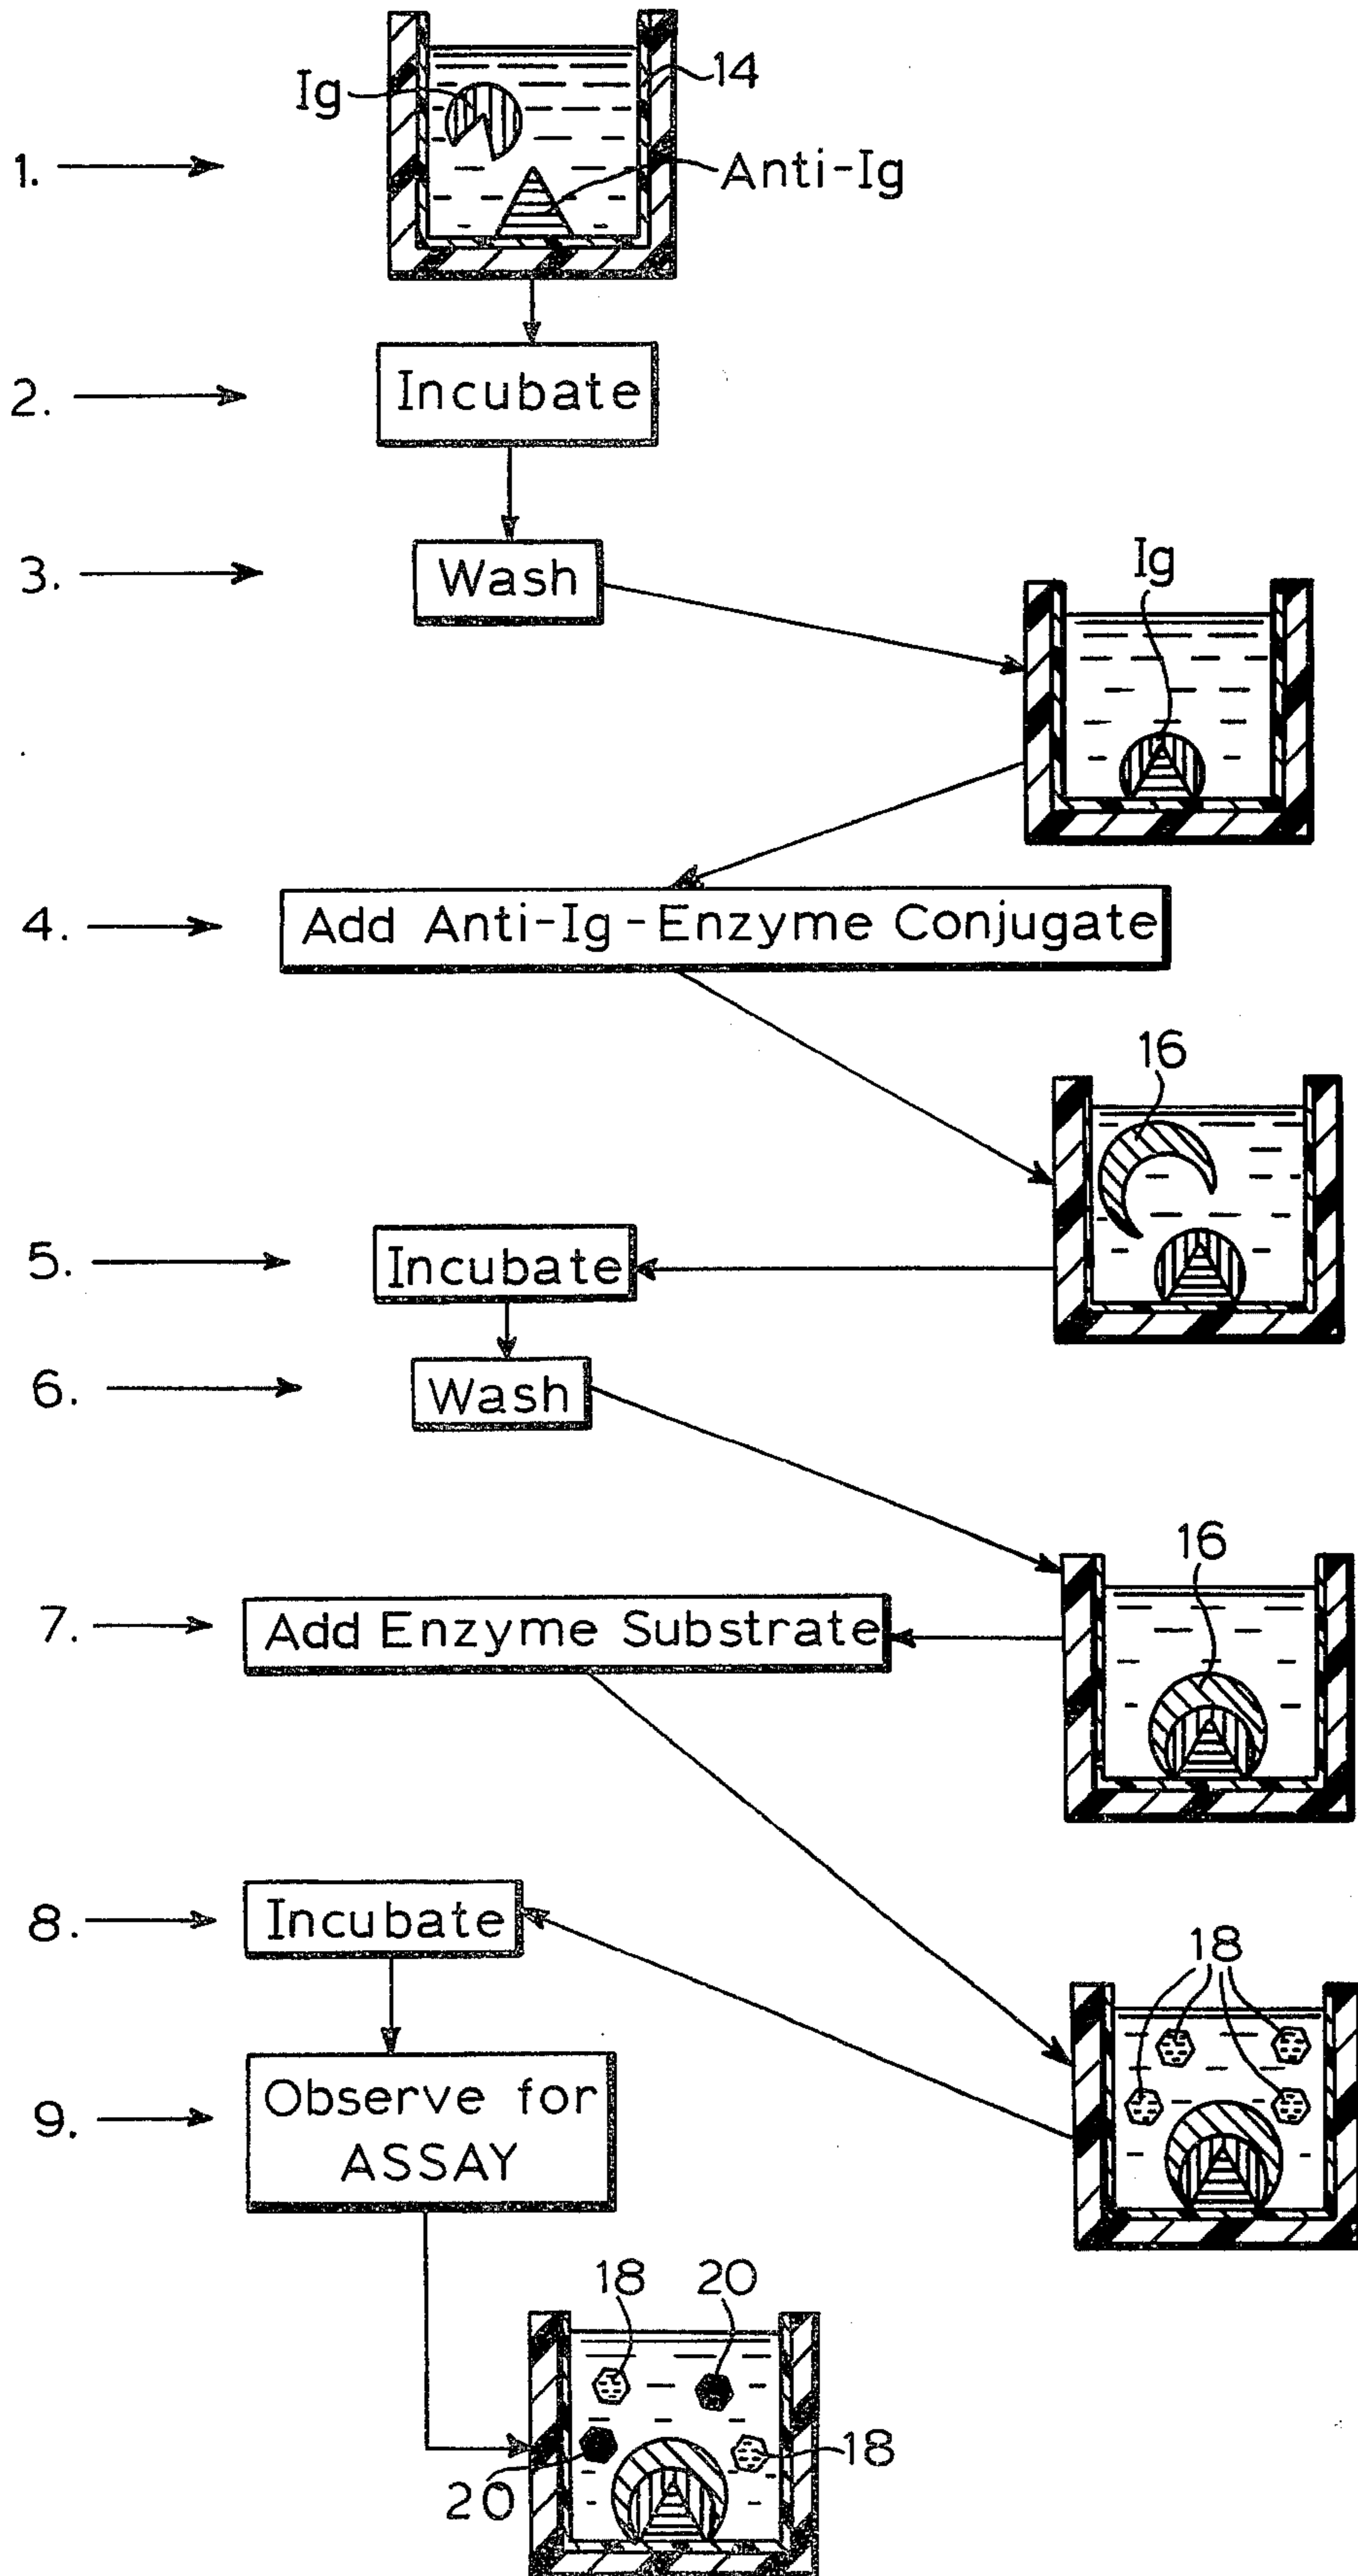 14
Ig
1.
Anti-Ig
2.
Incubate
3.
Wash
Ig
4.
Add Anti-Ig-Enzyme Conjugate
16
5.
Incubate
6.
Wash
16
7.
Add Enzyme Substrate
8.
Incubate
18
9.
Observe for
ASSAY
18
20
18
20